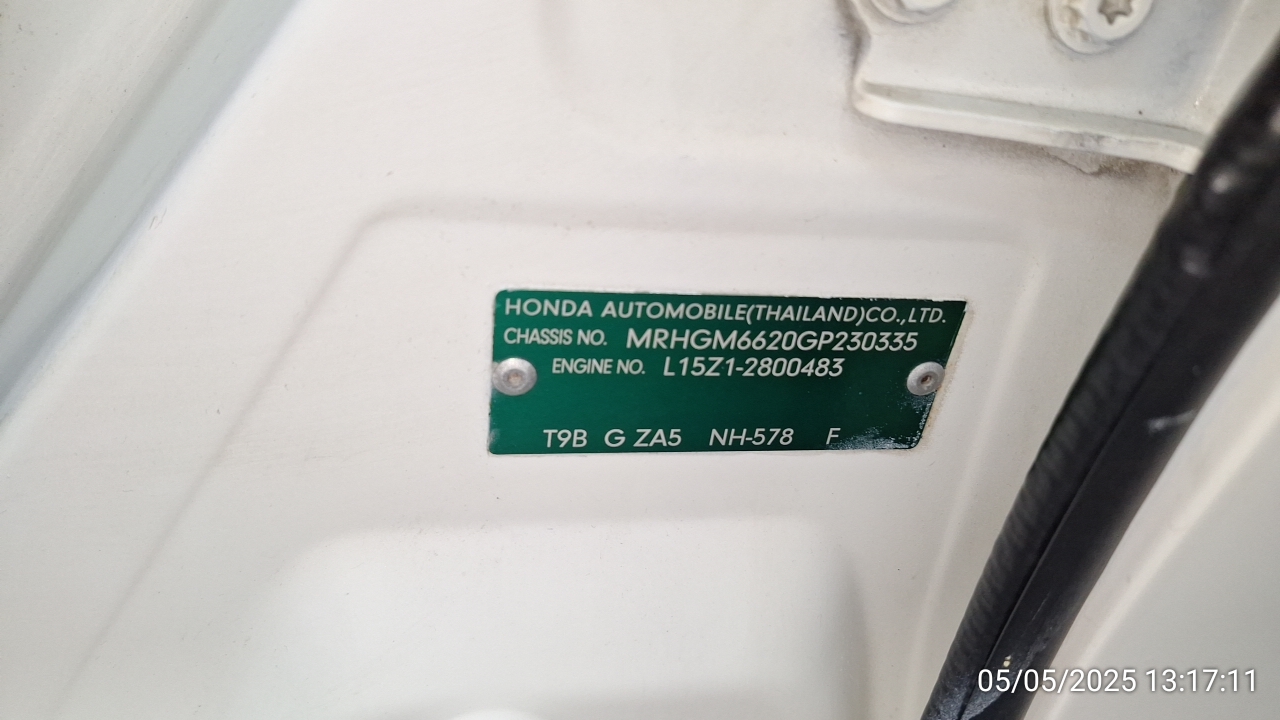 HONDA AUTOMOBILE(THAILAND)CO.,LTD.
CHASSIS NO. MRHGM6620GP230335
ENGINE NO. L15Z1-2800483
T9B G ZA5 NH-578 F
05/05/2025 13:17:11